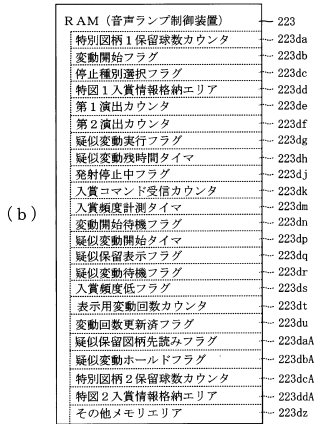 RAM(音声ランプ制御装置) 223
特別図柄1保留球数カウンタ 223da
変動開始フラグ 223db
停止種別選択フラグ 223dc
特図1入賞情報格納エリア 223dd
第1演出カウンタ 223de
第2演出カウンタ 223df
疑似変動実行フラグ 223dg
疑似変動残時間タイマ 223dh
発射停止中フラグ 223dj
入賞コマンド受信カウンタ 223dk
入賞頻度計測タイマ 223dm
変動開始待機フラグ 223dn
疑似変動開始タイマ 223dp
疑似保留表示フラグ 223dq
疑似変動待機フラグ 223dr
入賞頻度低フラグ 223ds
表示用変動回数カウンタ 223dt
変動回数更新済フラグ 223du
疑似保留図柄先読みフラグ 223daA
疑似変動ホールドフラグ 223dbA
特別図柄2保留球数カウンタ 223dcA
特図2入賞情報格納エリア 223ddA
その他メモリエリア 223dz
(b)